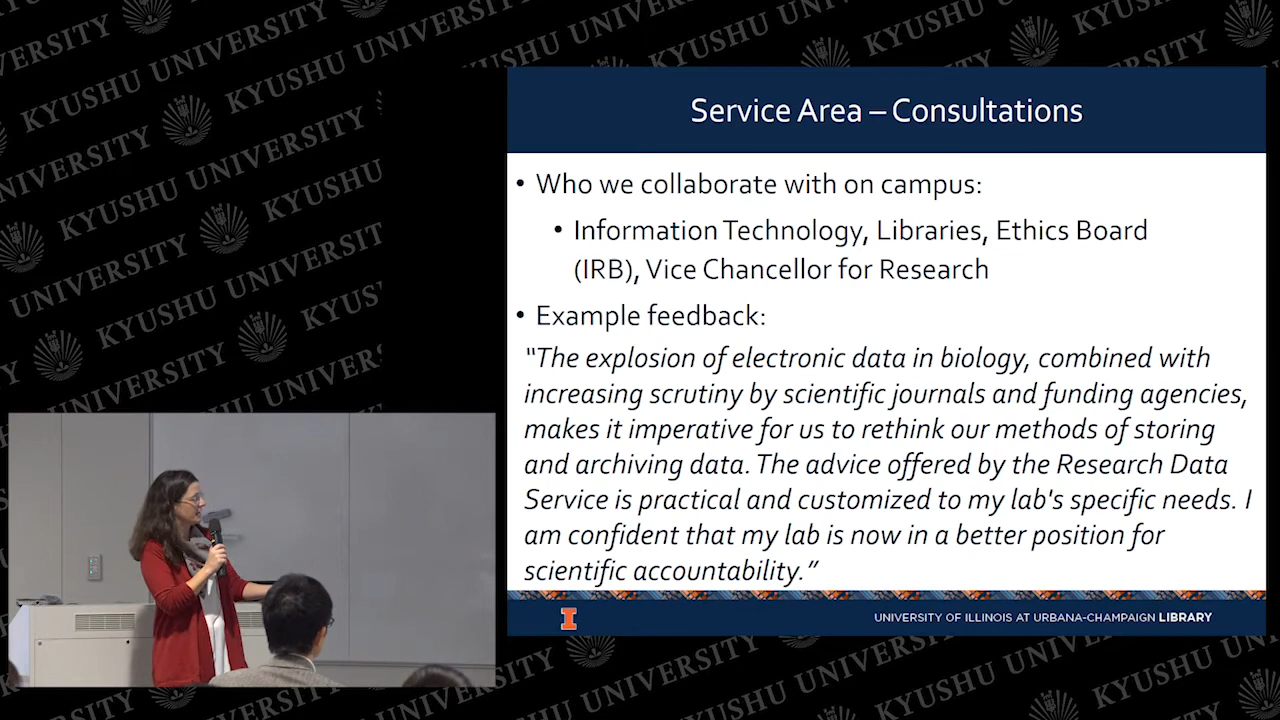 Service Area – Consultations
• Who we collaborate with on campus:
• Information Technology, Libraries, Ethics Board
(IRB), Vice Chancellor for Research
• Example feedback:
“The explosion of electronic data in biology, combined with
increasing scrutiny by scientific journals and funding agencies,
makes it imperative for us to rethink our methods of storing
and archiving data. The advice offered by the Research Data
Service is practical and customized to my lab's specific needs. I
am confident that my lab is now in a better position for
scientific accountability.”
I
UNIVERSITY OF ILLINOIS AT URBANA-CHAMPAIGN LIBRARY
KYUSHU UNIVERSITY